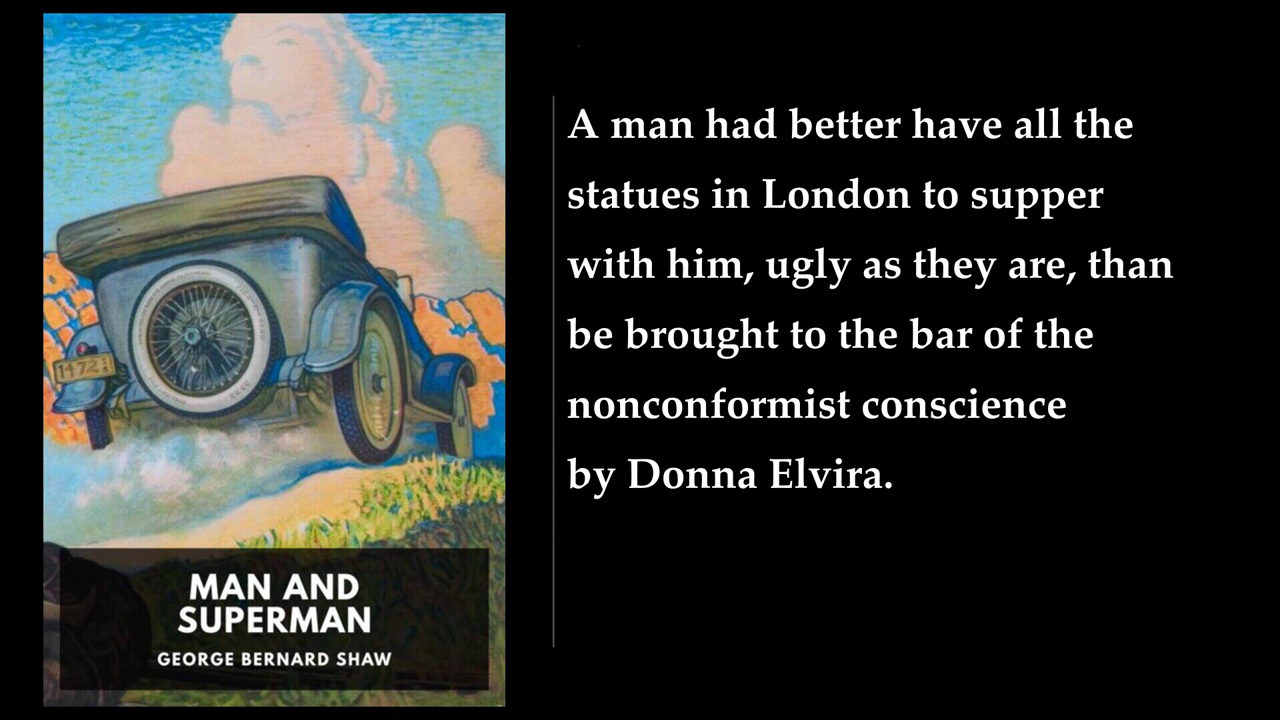 A man had better have all the
statues in London to supper
with him, ugly as they are, than
be brought to the bar of the
nonconformist conscience
by Donna Elvira.
1472
MAN AND
SUPERMAN
GEORGE BERNARD SHAW